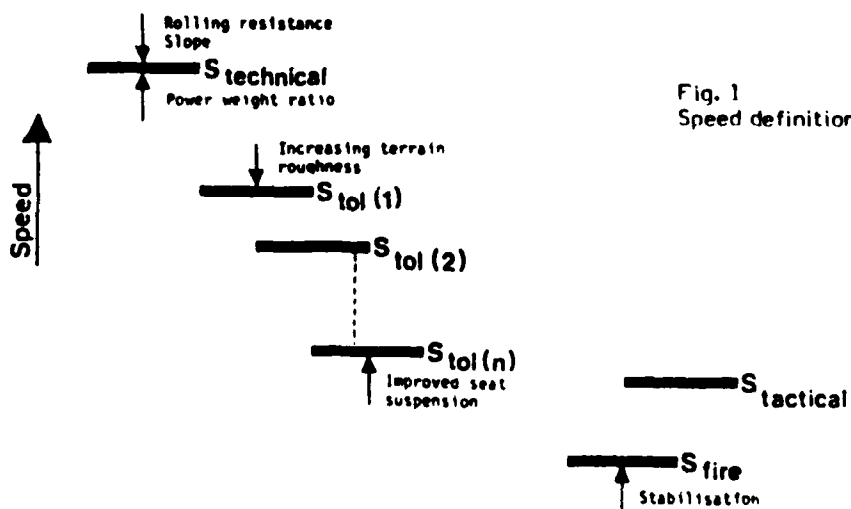 Rolling resistance
Slope
S technical
Power weight ratio
Fig. 1
Speed definition
Speed
Increasing terrain
roughness
S tol (1)
S tol (2)
S tol(n)
Improved seat
suspension
S tactical
S fire
Stabilisation